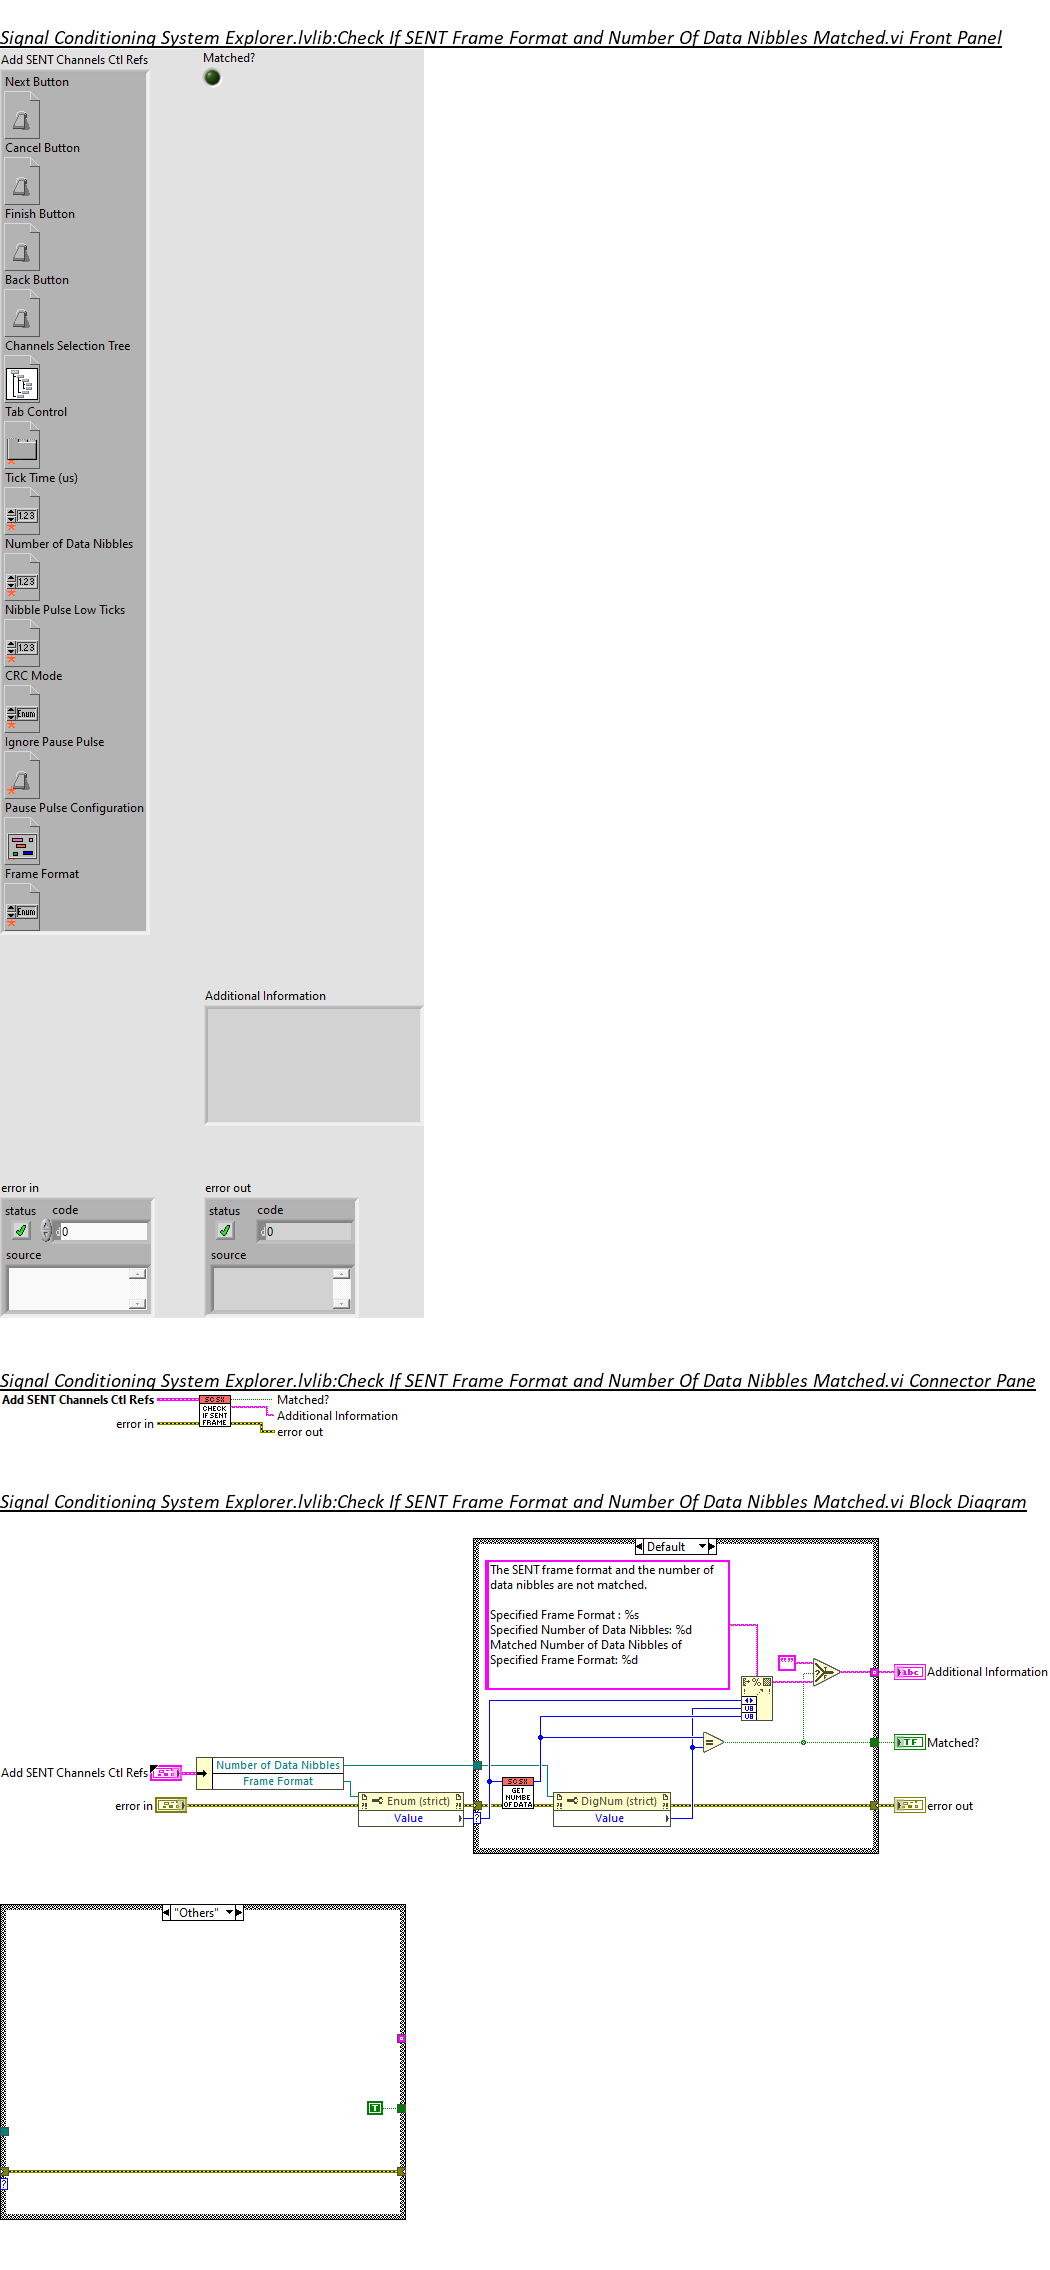 Signal Conditioning System Explorer.lvlib:Check If SENT Frame Format and Number Of Data Nibbles Matched.vi Front Panel
Add SENT Channels Ctl Refs
Matched?
Next Button
Cancel Button
Finish Button
Back Button
Channels Selection Tree
Tab Control
Tick Time (us)
1.23
Number of Data Nibbles
1.23
Nibble Pulse Low Ticks
1.23
CRC Mode
Enum
Ignore Pause Pulse
Pause Pulse Configuration
Frame Format
Enum
Additional Information
error in
error out
status code
status code
d 0
d 0
source
source
Signal Conditioning System Explorer.lvlib:Check If SENT Frame Format and Number Of Data Nibbles Matched.vi Connector Pane
Add SENT Channels Ctl Refs
SCSX
CHECK
IF SENT
FRAME
Matched?
Additional Information
error in
error out
Signal Conditioning System Explorer.lvlib:Check If SENT Frame Format and Number Of Data Nibbles Matched.vi Block Diagram
Default
The SENT frame format and the number of
data nibbles are not matched.
Specified Frame Format : %s
Specified Number of Data Nibbles: %d
Matched Number of Data Nibbles of
Specified Frame Format: %d
abc
Additional Information
U8
U8
=
TF
Matched?
Add SENT Channels Ctl Refs
Number of Data Nibbles
Frame Format
error in
Enum (strict)
Value
?
SCSX
GET
NUMBE
OF DATA
DigNum (strict)
Value
error out
"Others"
T
?